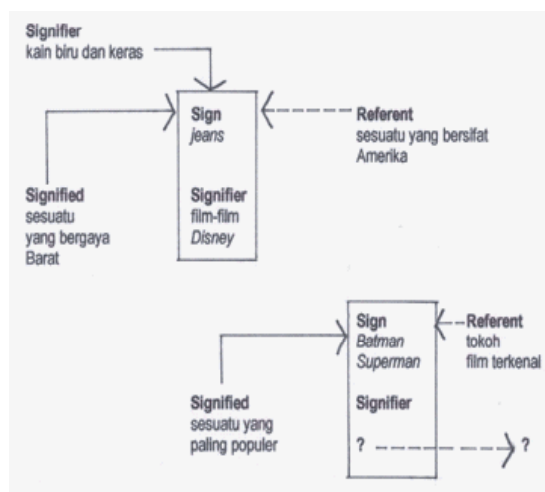 Signifier
kain biru dan keras
Sign
jeans
Referent
sesuatu yang bersifat
Amerika
Signified
sesuatu
yang bergaya
Barat
Signifier
film-film
Disney
Sign
Batman
Superman
Referent
tokoh
film terkenal
Signified
sesuatu yang
paling populer
Signifier
?
?